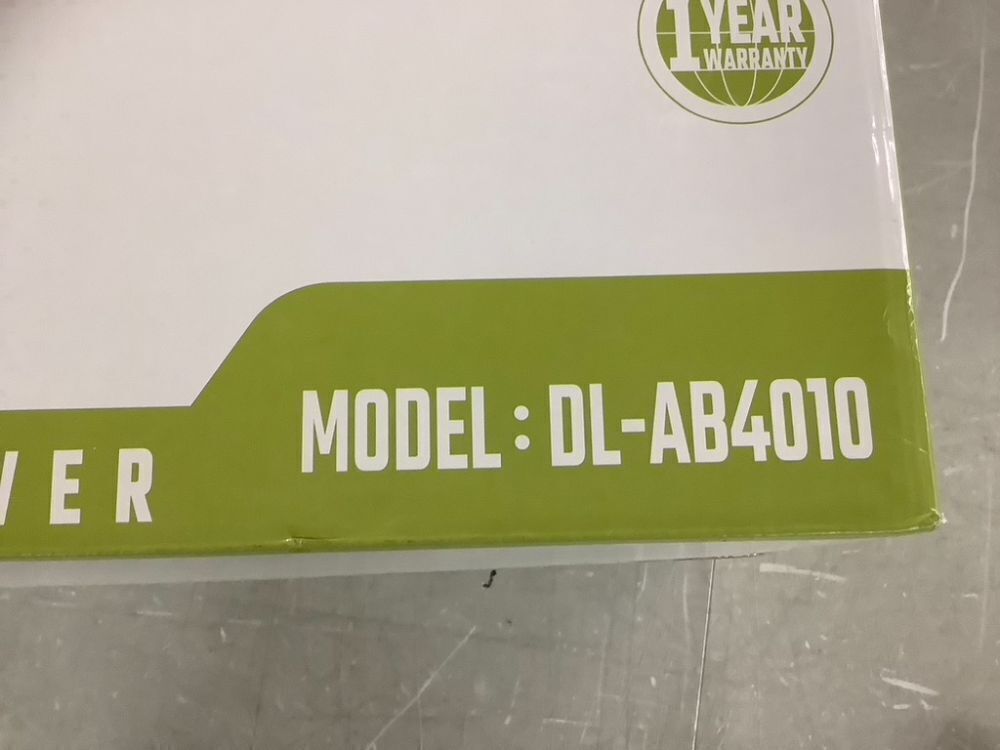 1 YEAR
WARRANTY
MODEL : DL-AB4010